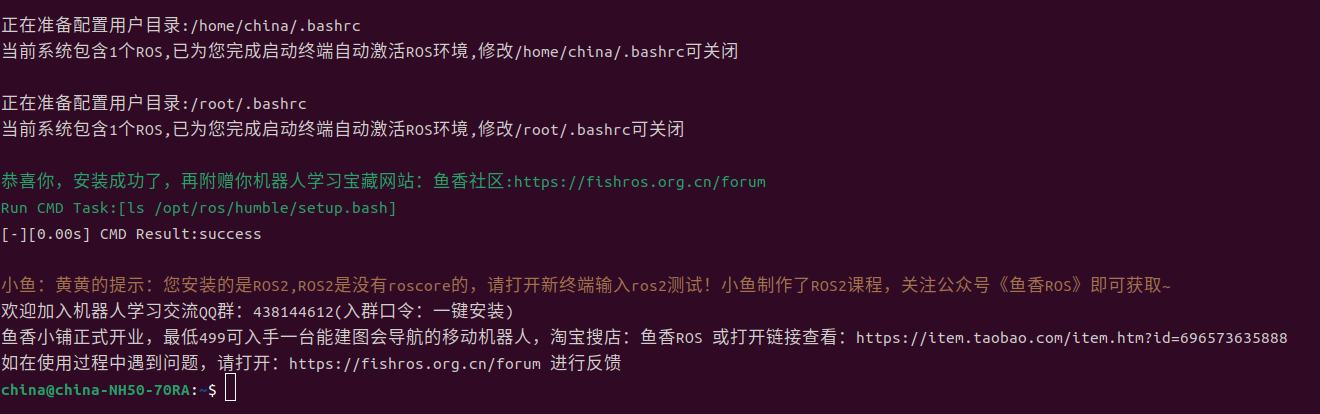 正在准备配置用户目录:/home/china/.bashrc
当前系统包含1个ROS,已为您完成启动终端自动激活ROS环境,修改/home/china/.bashrc可关闭
正在准备配置用户目录:/root/.bashrc
当前系统包含1个ROS,已为您完成启动终端自动激活ROS环境,修改/root/.bashrc可关闭
恭喜你，安装成功了，再附赠你机器人学习宝藏网站：鱼香社区:https://fishros.org.cn/forum
Run CMD Task:[ls /opt/ros/humble/setup.bash]
[-][0.00s] CMD Result:success
小鱼：黄黄的提示：您安装的是ROS2,ROS2是没有roscore的，请打开新终端输入ros2测试！小鱼制作了ROS2课程，关注公众号《鱼香ROS》即可获取~
欢迎加入机器人学习交流QQ群：438144612(入群口令：一键安装)
鱼香小铺正式开业，最低499可入手一台能建图会导航的移动机器人，淘宝搜店：鱼香ROS 或打开链接查看：https://item.taobao.com/item.htm?id=696573635888
如在使用过程中遇到问题，请打开：https://fishros.org.cn/forum 进行反馈
china@china-NH50-70RA:~$